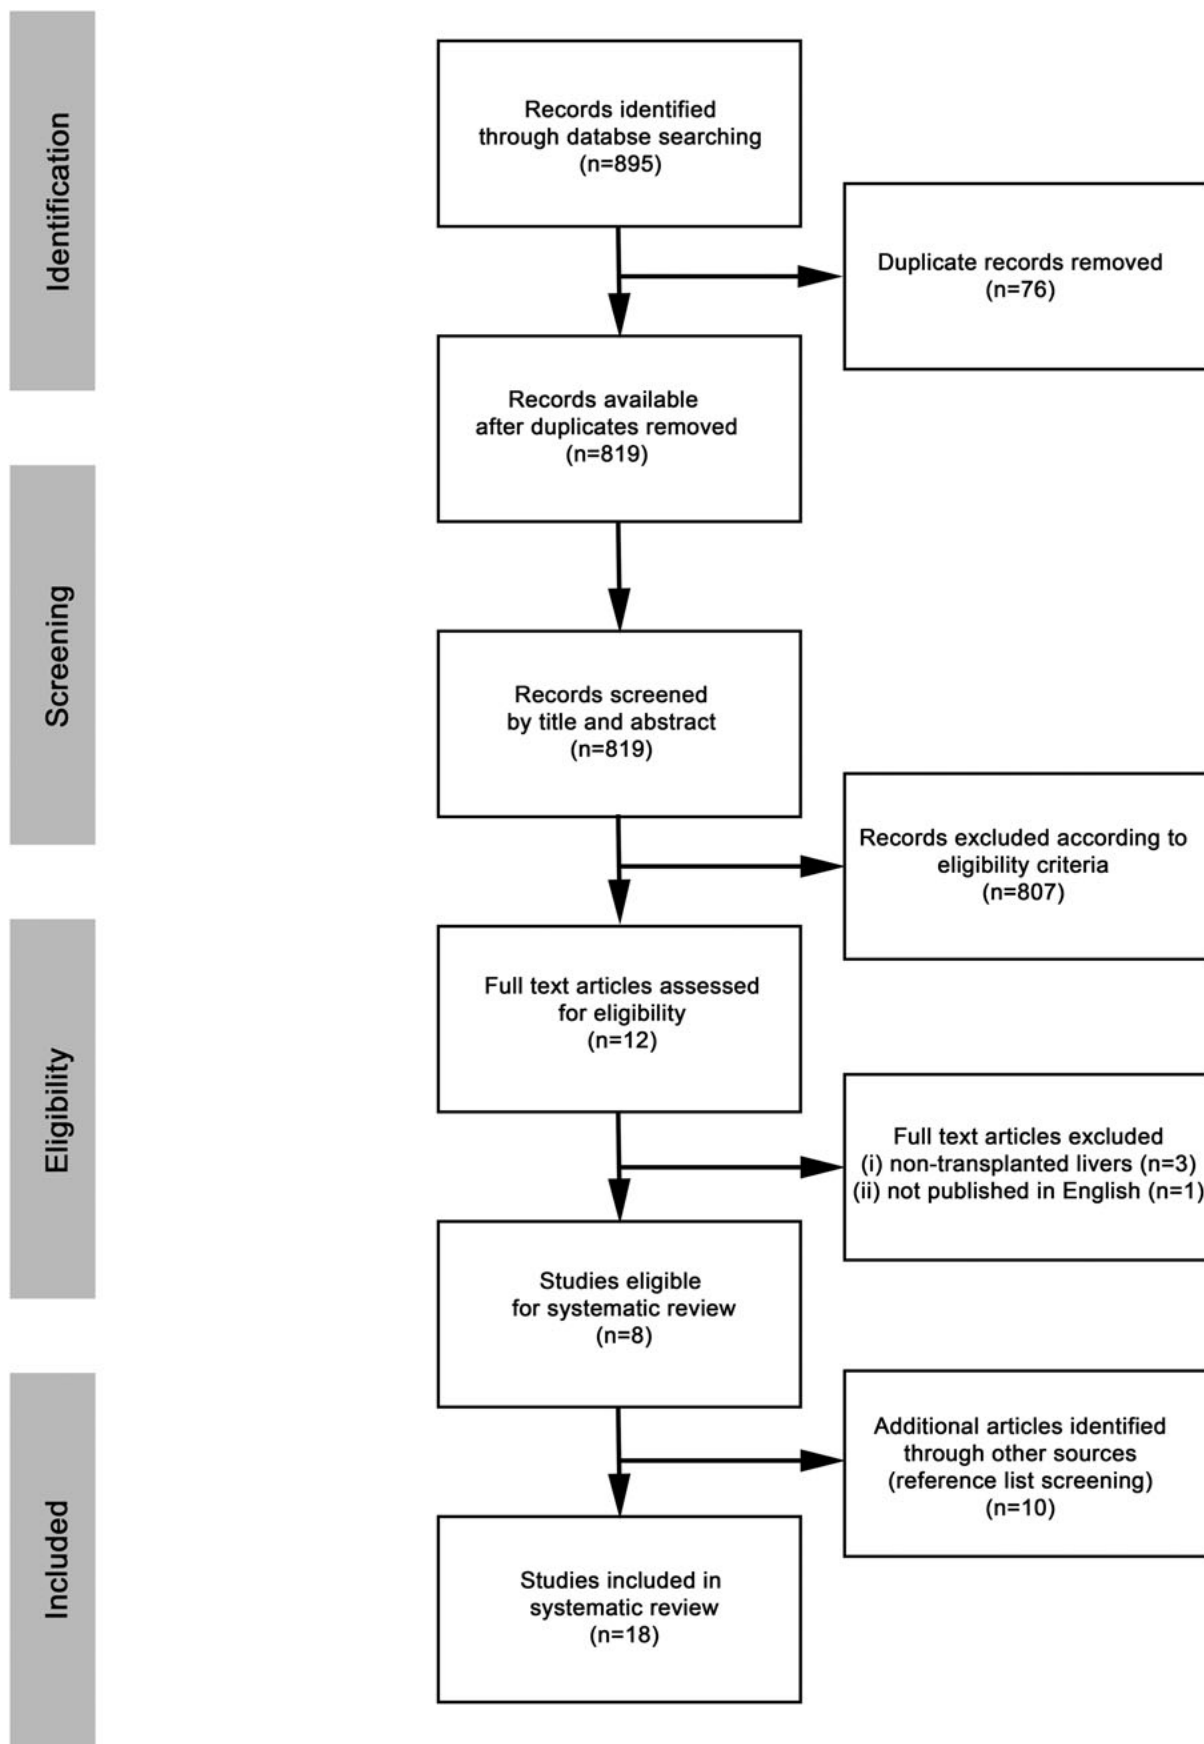 Identification
Records identified
through databse searching
(n=895)
Duplicate records removed
(n=76)
Records available
after duplicates removed
(n=819)
Screening
Records screened
by title and abstract
(n=819)
Records excluded according to
eligibility criteria
(n=807)
Eligibility
Full text articles assessed
for eligibility
(n=12)
Full text articles excluded
(i) non-transplanted livers (n=3)
(ii) not published in English (n=1)
Studies eligible
for systematic review
(n=8)
Included
Additional articles identified
through other sources
(reference list screening)
(n=10)
Studies included in
systematic review
(n=18)